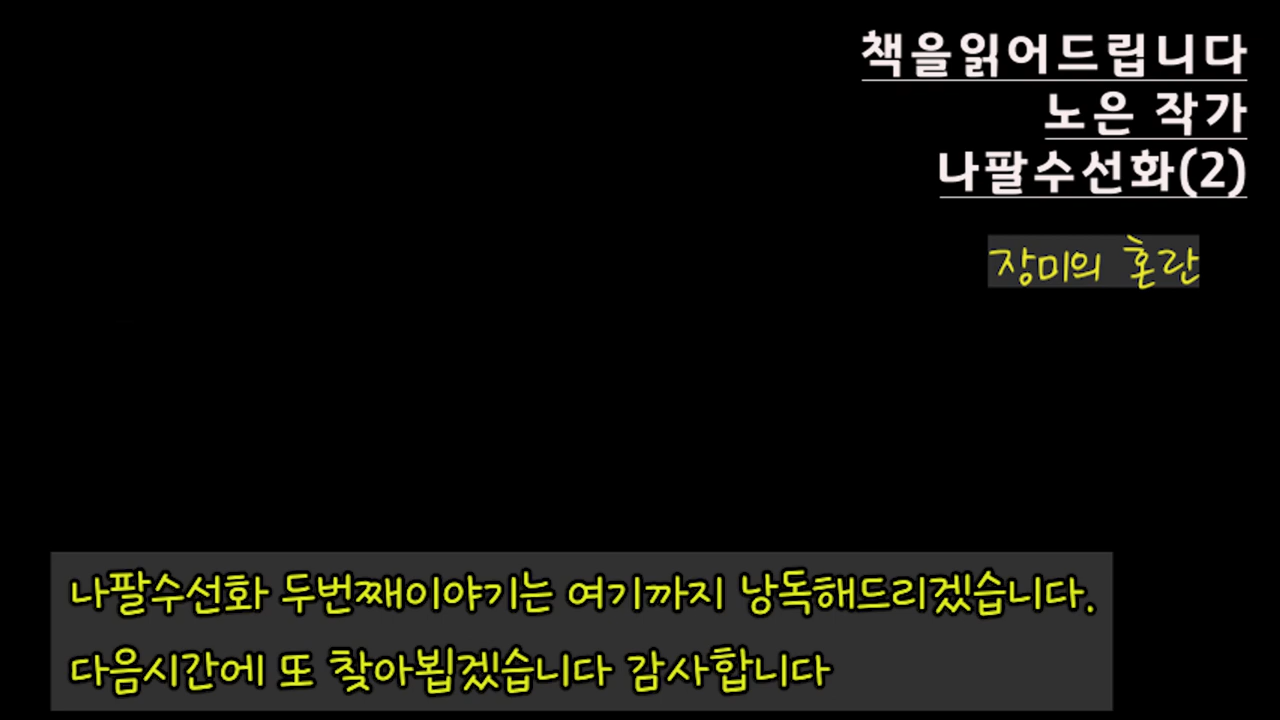 책을읽어드립니다
노은 작가
나팔수선화(2)
장미의 혼란
나팔수선화 두번째이야기는 여기까지 낭독해드리겠습니다.
다음시간에 또 찾아뵙겠습니다 감사합니다